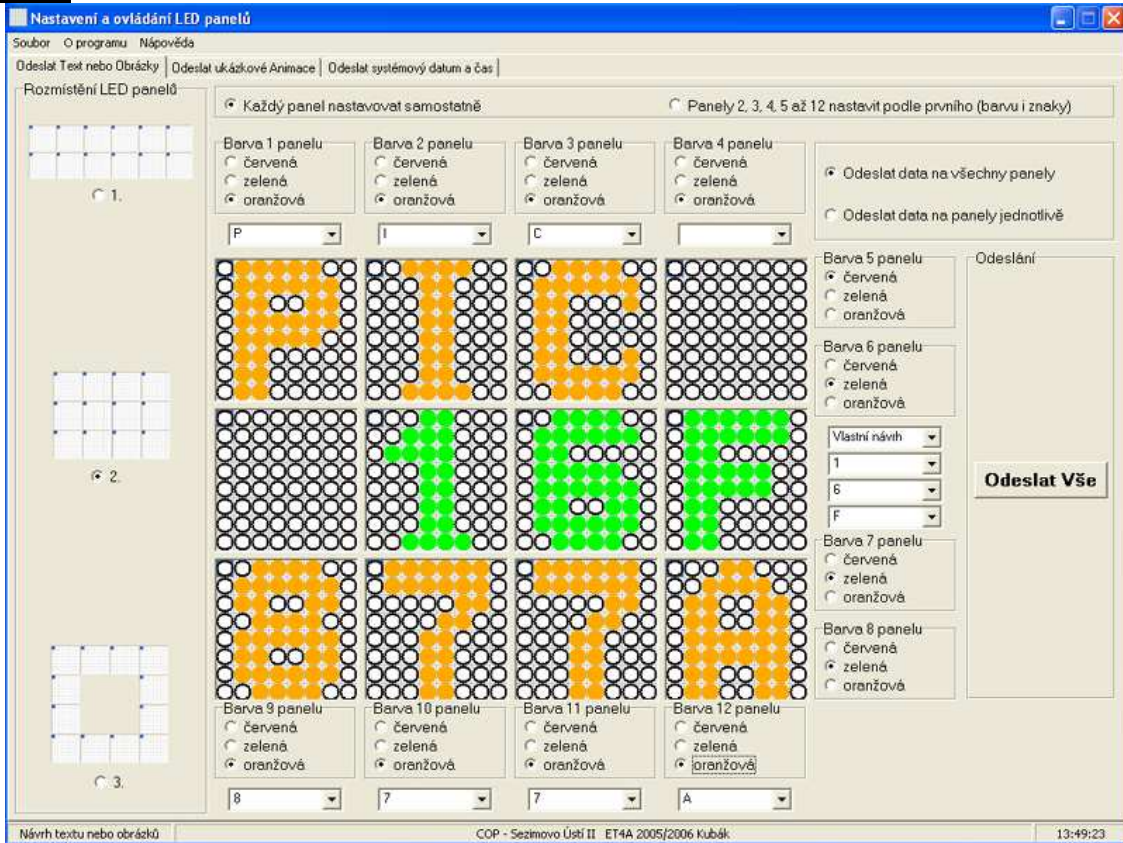 Nastavení a ovládání LED panelů
Soubor O programu Nápověda
Odeslat Text nebo Obrázky Odeslat ukázkové Animace Odeslat systémový datum a čas
Rozmístění LED panelů
1.
2.
3.
Každý panel nastavovat samostatně
Panely 2, 3, 4, 5 až 12 nastavit podle prvního (barvu i znaky)
Barva 1 panelu
červená
zelená
oranžová
P
Barva 2 panelu
červená
zelená
oranžová
I
Barva 3 panelu
červená
zelená
oranžová
C
Barva 4 panelu
červená
zelená
oranžová
Odeslat data na všechny panely
Odeslat data na panely jednotlivě
PIC
16F
877A
Barva 5 panelu
červená
zelená
oranžová
Barva 6 panelu
červená
zelená
oranžová
Vlastní návrh
1
6
F
Barva 7 panelu
červená
zelená
oranžová
Barva 8 panelu
červená
zelená
oranžová
Odeslání
Odeslat Vše
Barva 9 panelu
červená
zelená
oranžová
8
Barva 10 panelu
červená
zelená
oranžová
7
Barva 11 panelu
červená
zelená
oranžová
7
Barva 12 panelu
červená
zelená
oranžová
A
Návrh textu nebo obrázků
COP - Sezimovo Ústí II ET4A 2005/2006 Kubák
13:49:23